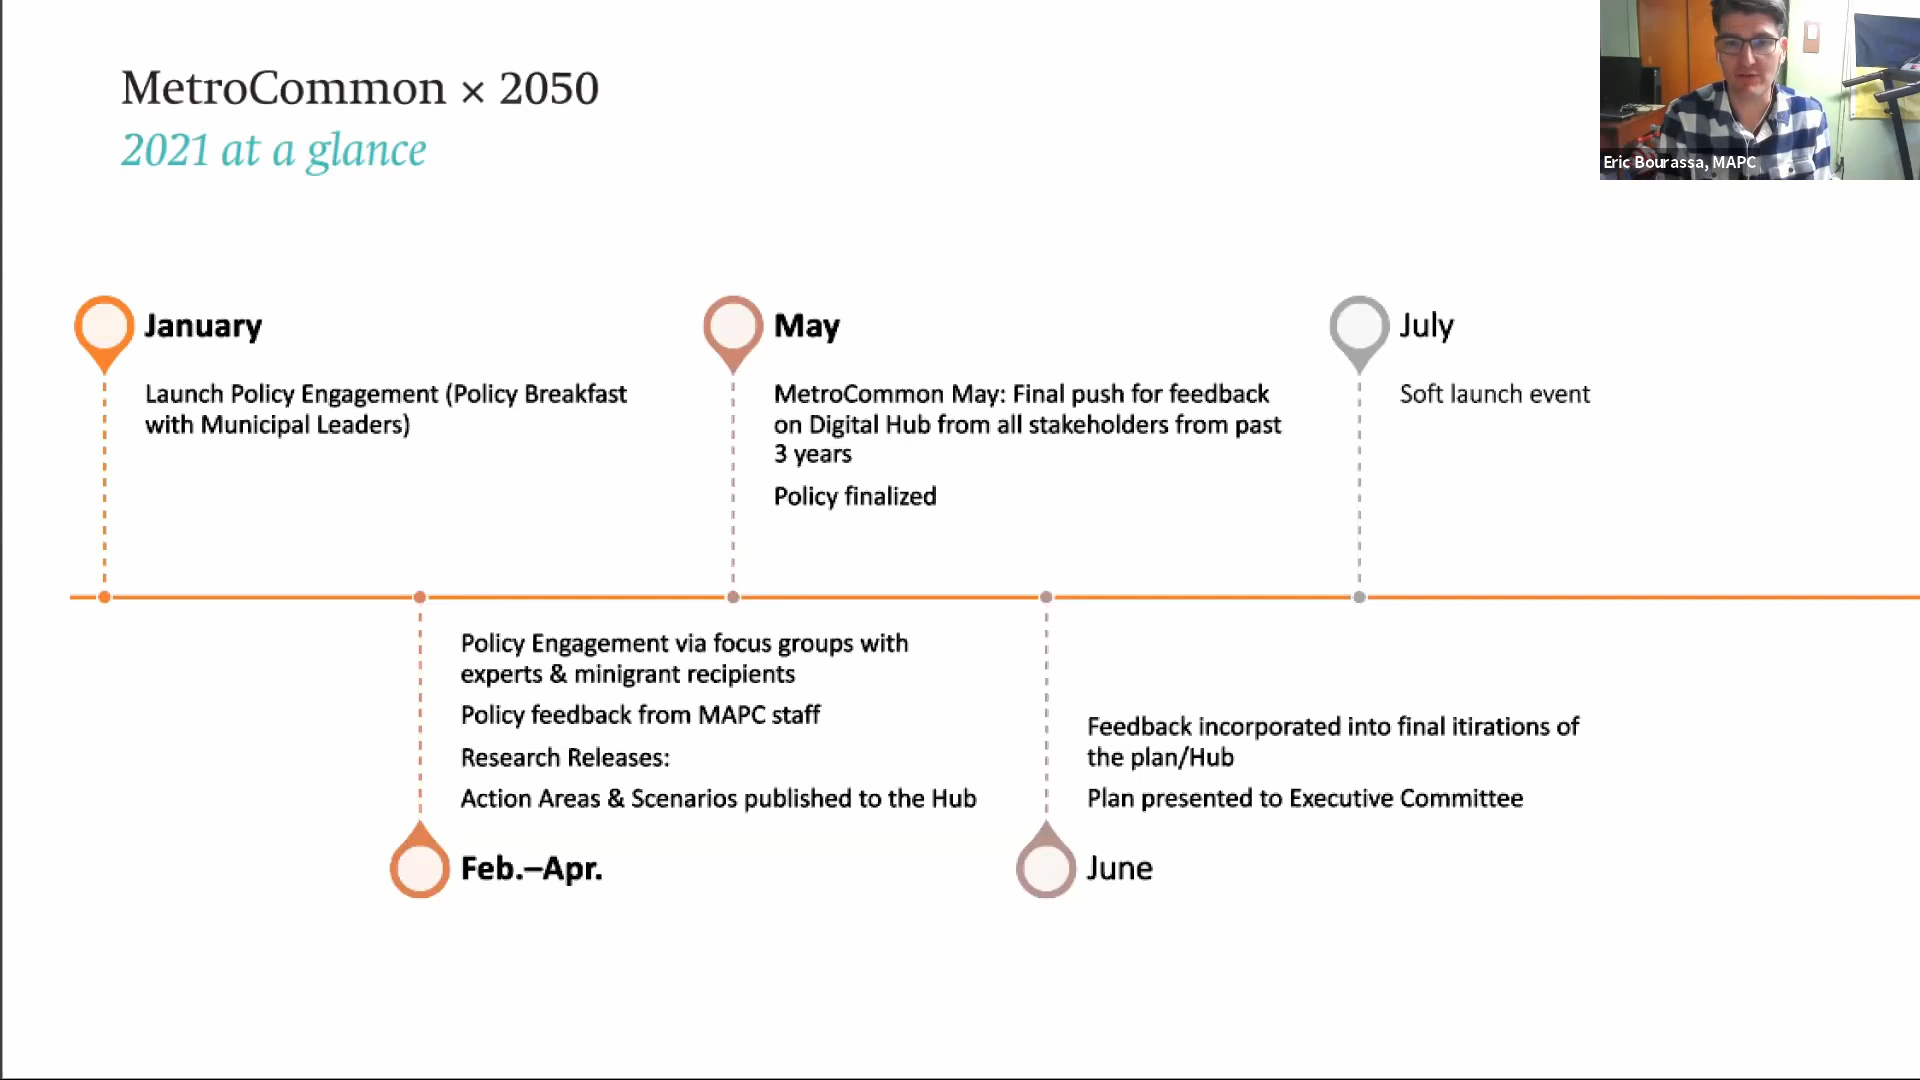 MetroCommon × 2050
2021 at a glance
Eric Bourassa, MAPC
January
Launch Policy Engagement (Policy Breakfast
with Municipal Leaders)
May
MetroCommon May: Final push for feedback
on Digital Hub from all stakeholders from past
3 years
Policy finalized
July
Soft launch event
Policy Engagement via focus groups with
experts & minigrant recipients
Policy feedback from MAPC staff
Research Releases:
Action Areas & Scenarios published to the Hub
Feb.–Apr.
Feedback incorporated into final itirations of
the plan/Hub
Plan presented to Executive Committee
June